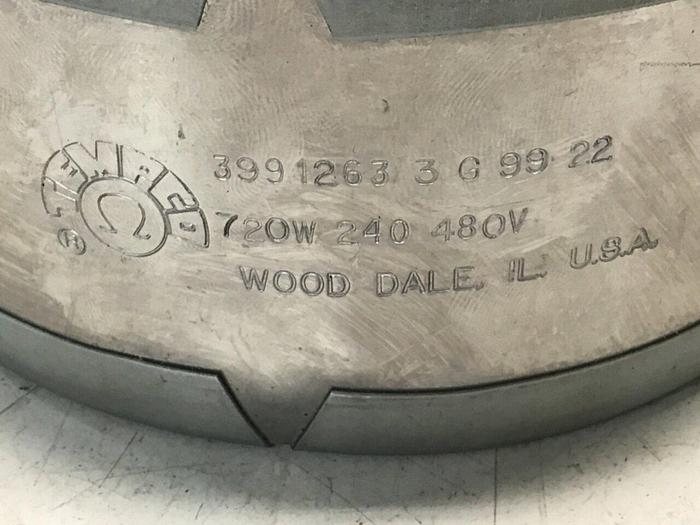 TEMPCO
Ω
®
3991263 3 G 99 22
720W 240 480V
WOOD DALE, IL. U.S.A.